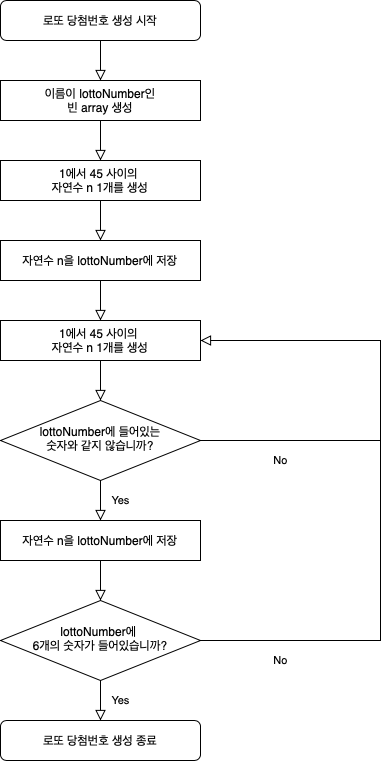 로또 당첨번호 생성 시작
이름이 lottoNumber인
빈 array 생성
1에서 45 사이의
자연수 n 1개를 생성
자연수 n을 lottoNumber에 저장
1에서 45 사이의
자연수 n 1개를 생성
lottoNumber에 들어있는
숫자와 같지 않습니까?
No
Yes
자연수 n을 lottoNumber에 저장
lottoNumber에
6개의 숫자가 들어있습니까?
No
Yes
로또 당첨번호 생성 종료